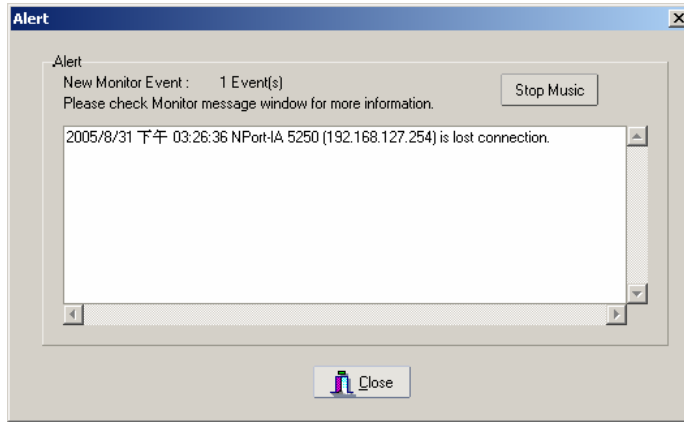 Alert
Alert
New Monitor Event : 1 Event(s)
Please check Monitor message window for more information.
Stop Music
2005/8/31 下午 03:26:36 NPort-IA 5250 (192.168.127.254) is lost connection.
Close